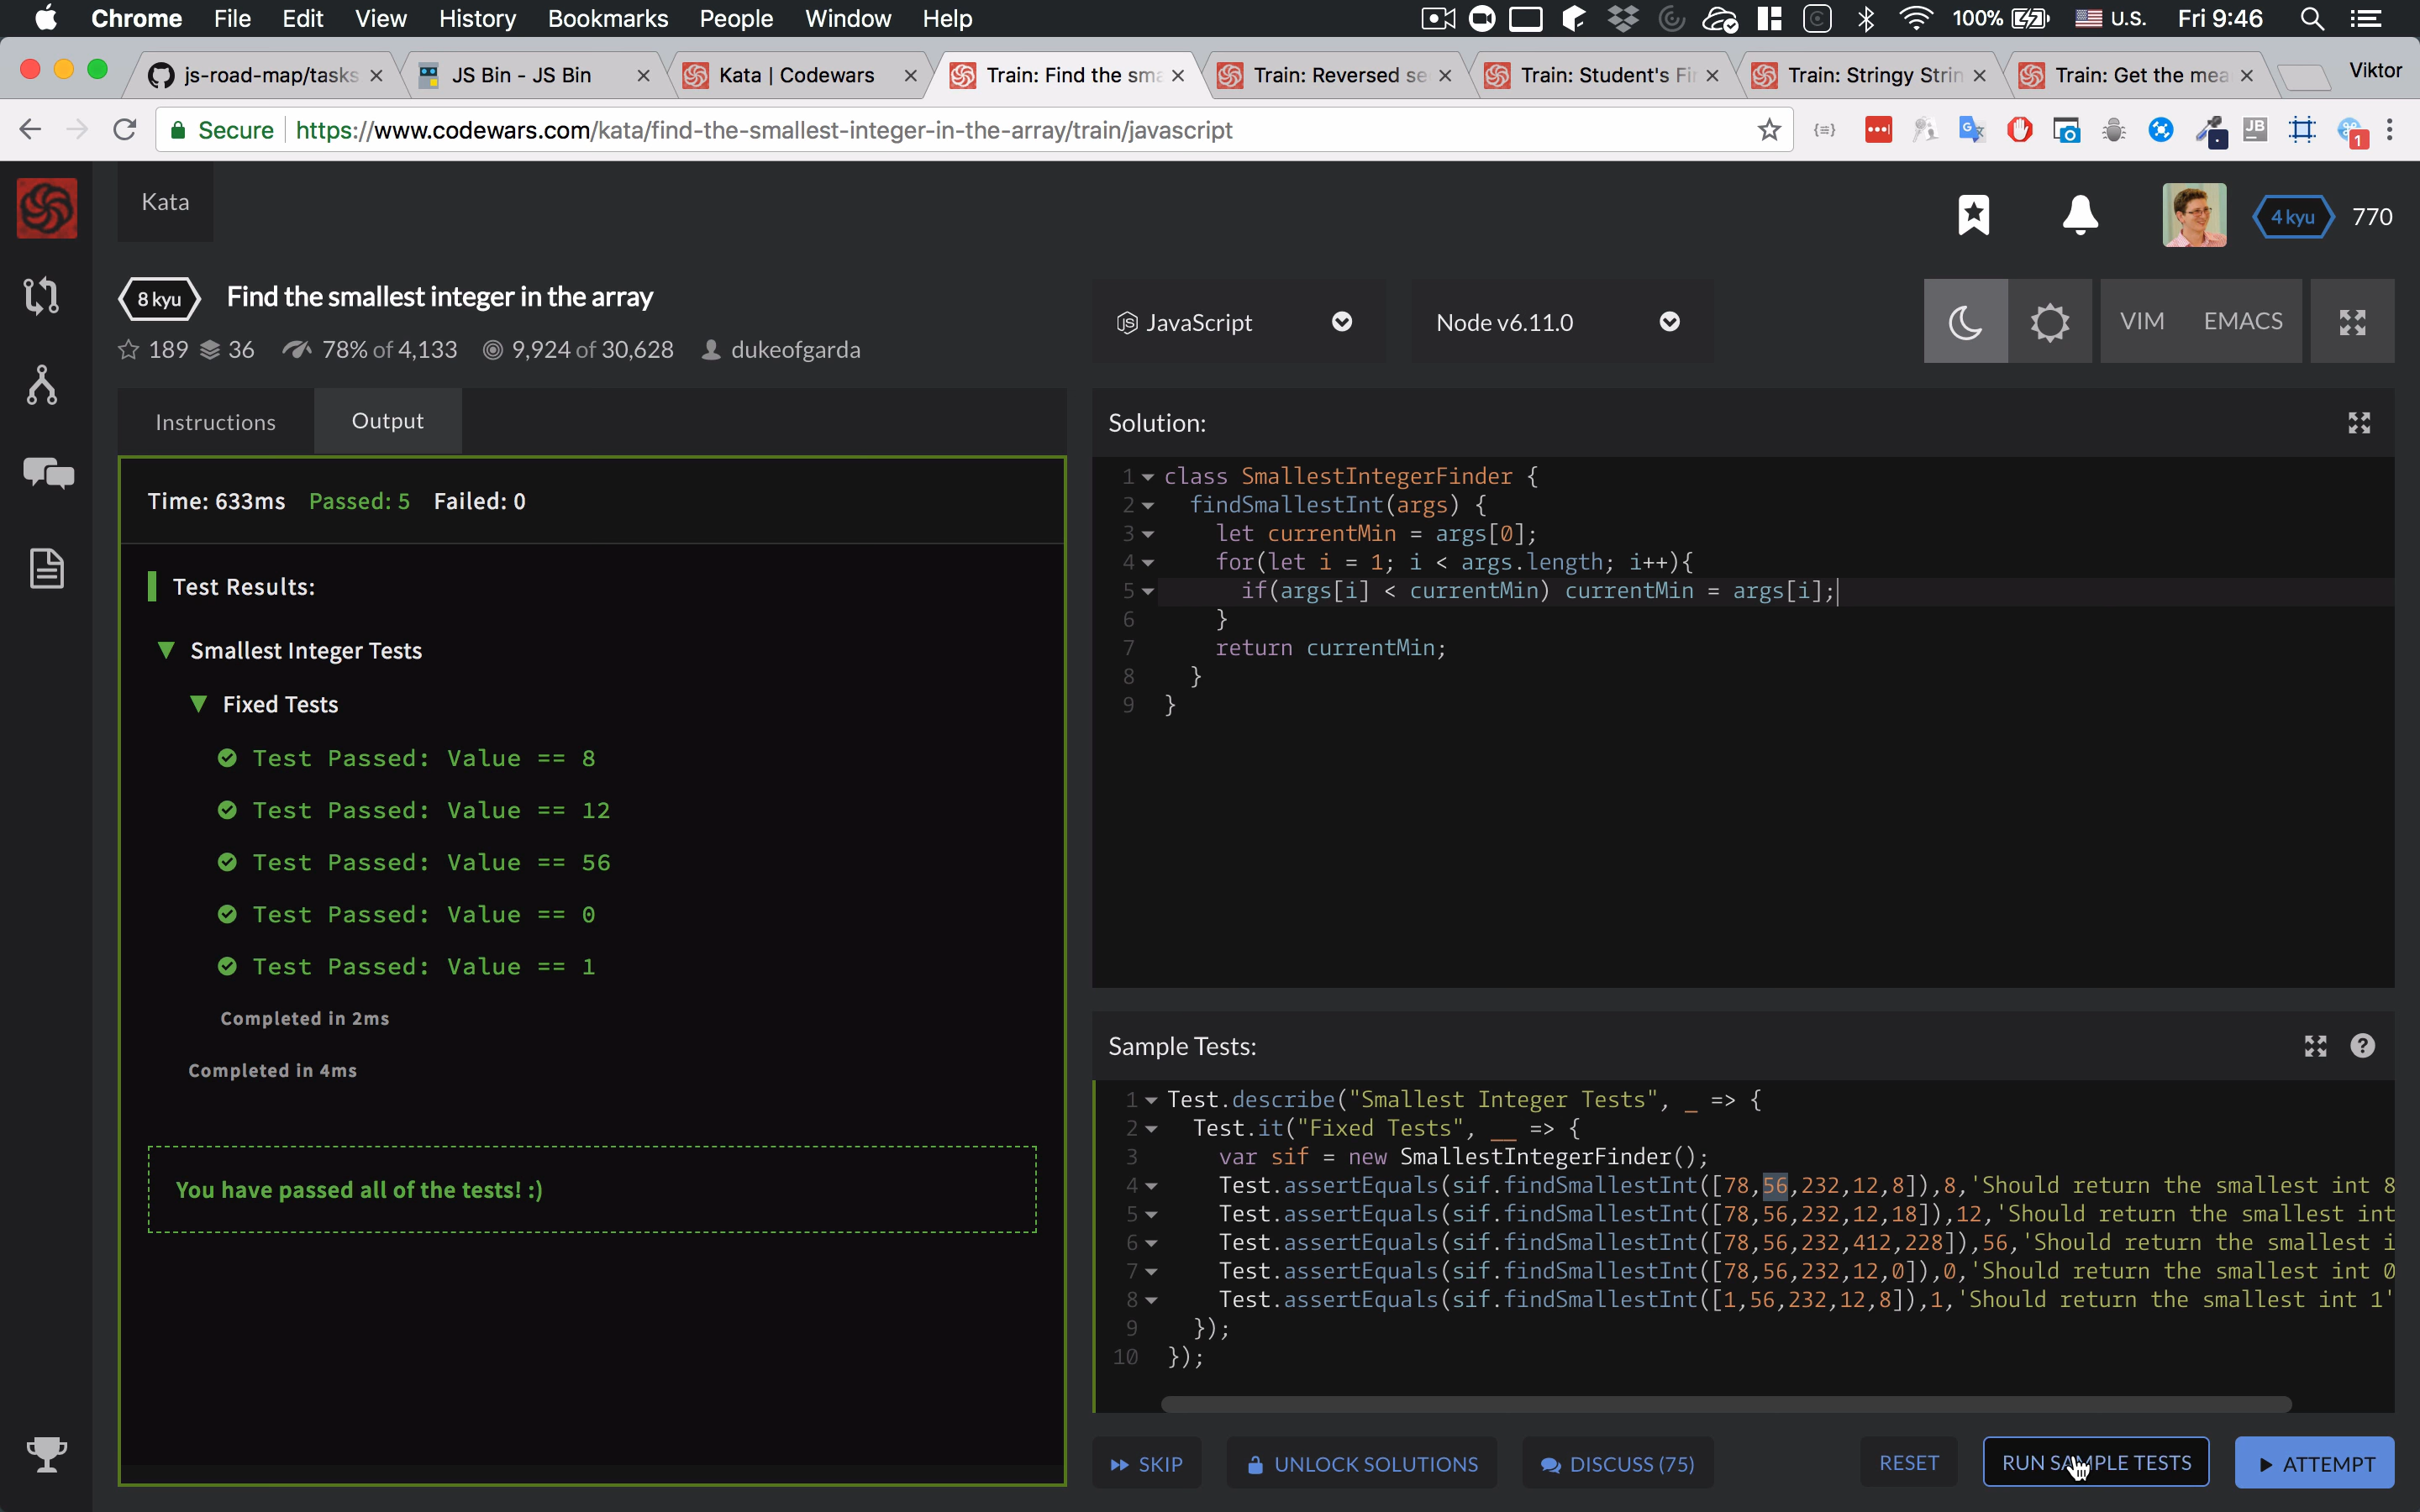 Chrome File Edit View History Bookmarks People Window Help 100% U.S. Fri 9:46
js-road-map/tasks JS Bin - JS Bin Kata | Codewars Train: Find the sma Train: Reversed se Train: Student's Fi Train: Stringy Strin Train: Get the mea Viktor
Secure https://www.codewars.com/kata/find-the-smallest-integer-in-the-array/train/javascript JB 1
Kata
4 kyu 770
8 kyu Find the smallest integer in the array
189 36 78% of 4,133 9,924 of 30,628 dukeofgarda
JavaScript Node v6.11.0 VIM EMACS
Instructions Output
Time: 633ms Passed: 5 Failed: 0
Test Results:
Smallest Integer Tests
Fixed Tests
Test Passed: Value == 8
Test Passed: Value == 12
Test Passed: Value == 56
Test Passed: Value == 0
Test Passed: Value == 1
Completed in 2ms
Completed in 4ms
You have passed all of the tests! :)
Solution:
1 class SmallestIntegerFinder {
2 findSmallestInt(args) {
3 let currentMin = args[0];
4 for(let i = 1; i < args.length; i++){
5 if(args[i] < currentMin) currentMin = args[i];
6 }
7 return currentMin;
8 }
9 }
Sample Tests:
1 Test.describe("Smallest Integer Tests", _ => {
2 Test.it("Fixed Tests", __ => {
3 var sif = new SmallestIntegerFinder();
4 Test.assertEquals(sif.findSmallestInt([78,56,232,12,8]),8,'Should return the smallest int 8
5 Test.assertEquals(sif.findSmallestInt([78,56,232,12,18]),12,'Should return the smallest int
6 Test.assertEquals(sif.findSmallestInt([78,56,232,412,228]),56,'Should return the smallest i
7 Test.assertEquals(sif.findSmallestInt([78,56,232,12,0]),0,'Should return the smallest int 0
8 Test.assertEquals(sif.findSmallestInt([1,56,232,12,8]),1,'Should return the smallest int 1'
9 });
10 });
SKIP UNLOCK SOLUTIONS DISCUSS (75) RESET RUN SAMPLE TESTS ATTEMPT